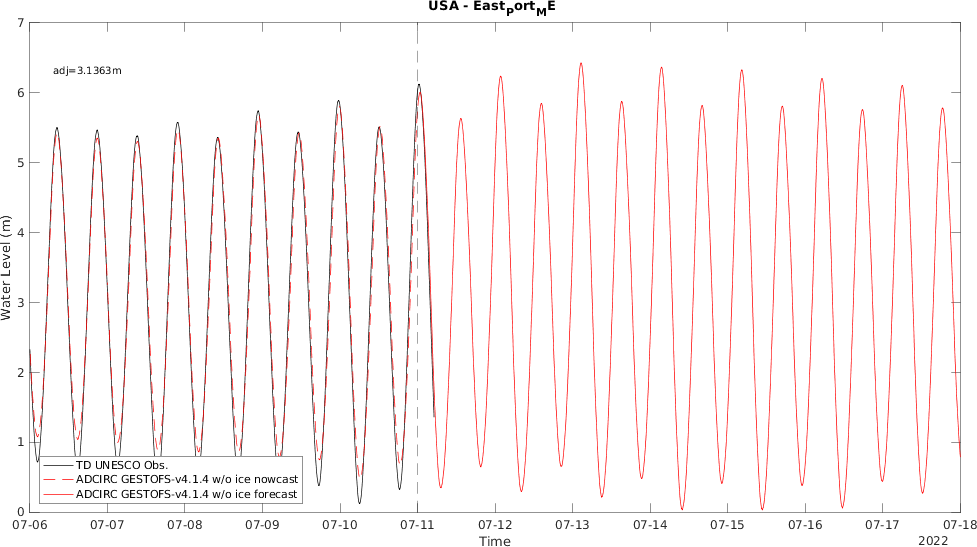 USA - EastPortME
adj=3.1363m
Water Level (m)
7
6
5
4
3
2
1
0
TD UNESCO Obs.
ADCIRC GESTOFS-v4.1.4 w/o ice nowcast
ADCIRC GESTOFS-v4.1.4 w/o ice forecast
07-06 07-07 07-08 07-09 07-10 07-11 07-12 07-13 07-14 07-15 07-16 07-17 07-18
Time
2022